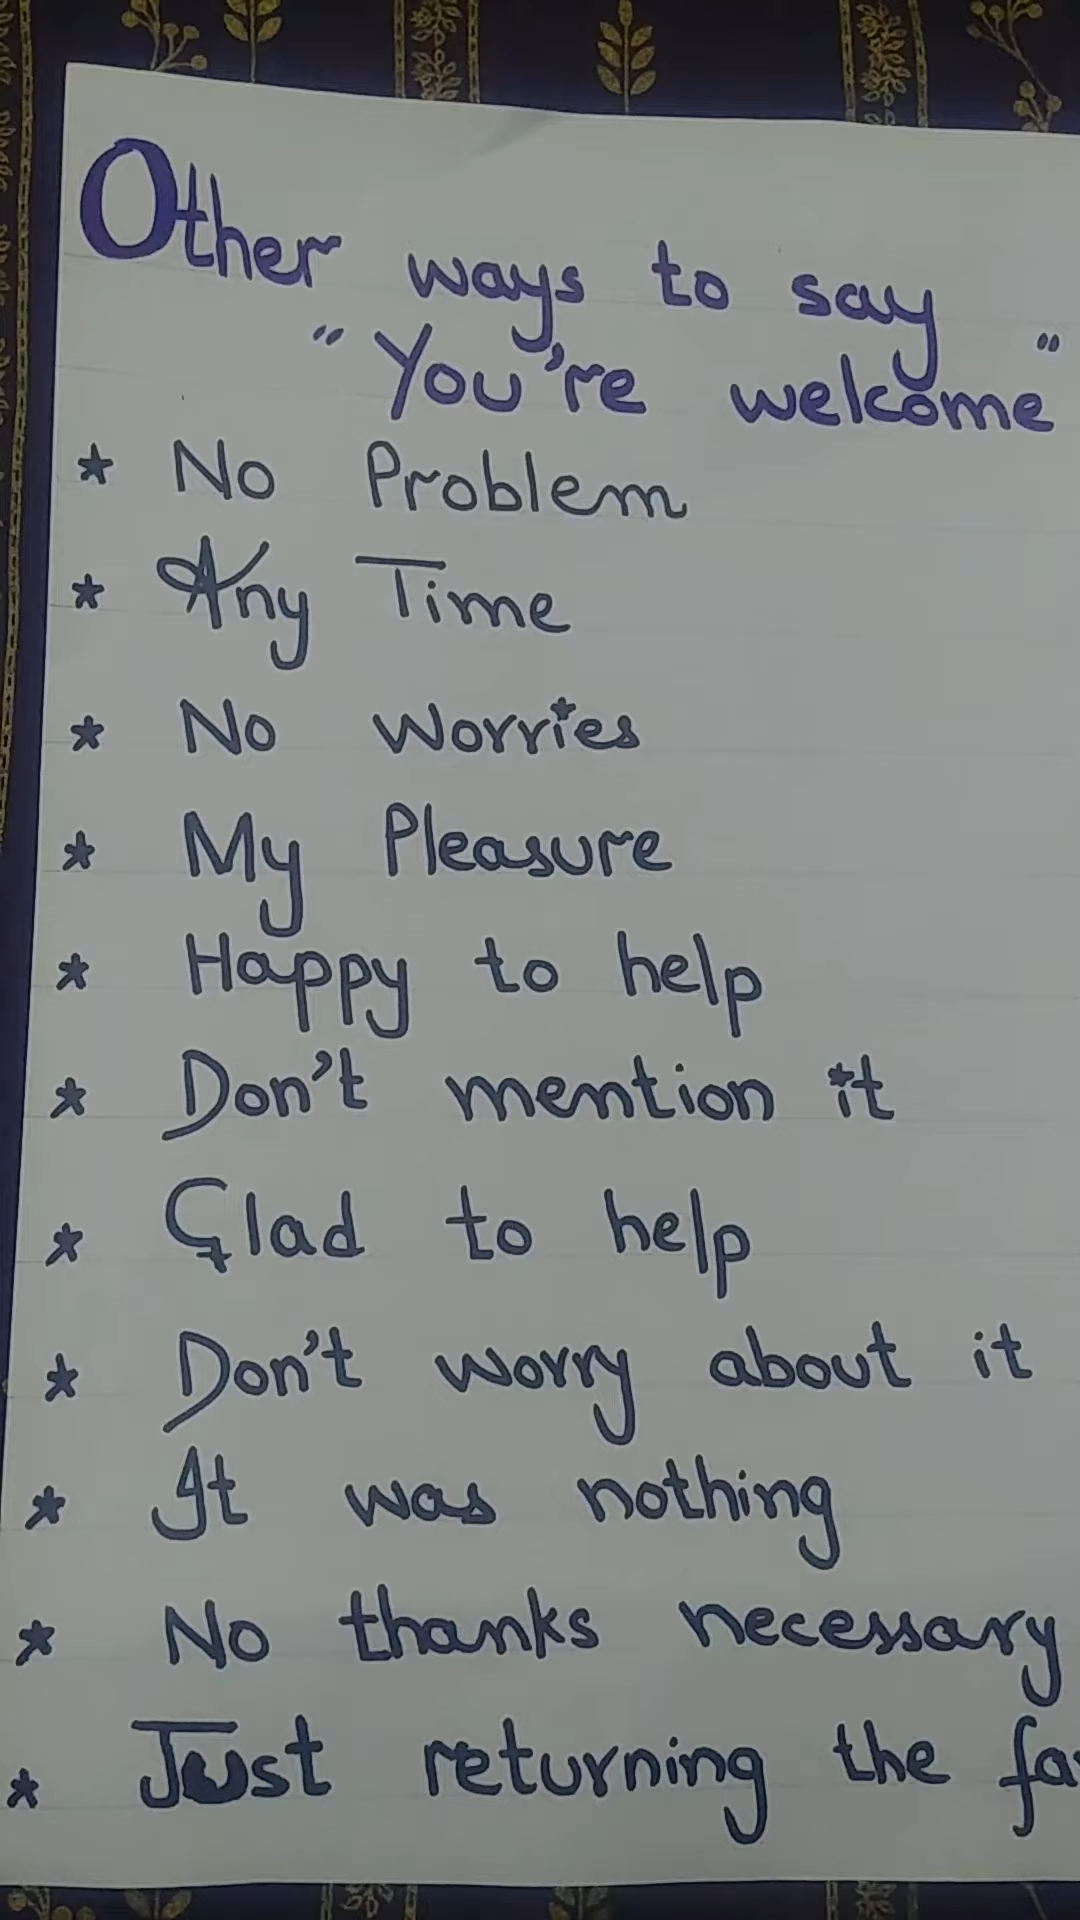 Other ways to say
"You're welcome"
* No Problem
* Any Time
* No Worries
* My Pleasure
* Happy to help
* Don't mention it
* Glad to help
* Don't worry about it
* It was nothing
* No thanks necessary
* Just returning the fa